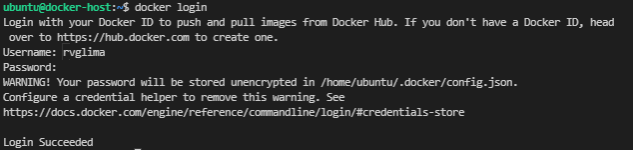 ubuntu@docker-host:~$ docker login
Login with your Docker ID to push and pull images from Docker Hub. If you don't have a Docker ID, head
over to https://hub.docker.com to create one.
Username: rvglima
Password:
WARNING! Your password will be stored unencrypted in /home/ubuntu/.docker/config.json.
Configure a credential helper to remove this warning. See
https://docs.docker.com/engine/reference/commandline/login/#credentials-store
Login Succeeded